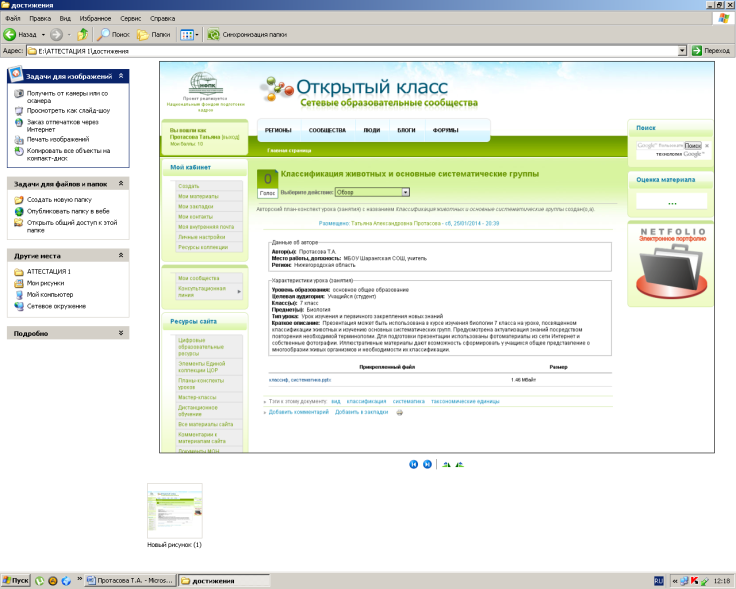 достижения
Файл Правка Вид Избранное Сервис Справка
Назад Поиск Папки Синхронизация папки
Адрес: E:\АТТЕСТАЦИЯ 1\достижения Переход
Задачи для изображений
Получить от камеры или со
сканера
Просмотреть как слайд-шоу
Заказ отпечатков через
Интернет
Печать изображений
Копировать все объекты на
компакт-диск
Задачи для файлов и папок
Создать новую папку
Опубликовать папку в вебе
Открыть общий доступ к этой
папке
Другие места
АТТЕСТАЦИЯ 1
Мои рисунки
Мой компьютер
Сетевое окружение
Подробно
Проект реализуется
Национальным фондом подготовки
кадров
Открытый класс
Сетевые образовательные сообщества
Вы вошли как
Протасова Татьяна (выход)
Мои баллы: 10
РЕГИОНЫ СООБЩЕСТВА ЛЮДИ БЛОГИ ФОРУМЫ
Главная страница
Мой кабинет
Создать
Мои материалы
Мои закладки
Мои контакты
Моя внутренняя почта
Личные настройки
Ресурсы коллекции
Мои сообщества
Консультационная
линия
Ресурсы сайта
Цифровые
образовательные
ресурсы
Элементы Единой
коллекции ЦОР
Планы-конспекты
уроков
Мастер-классы
Дистанционное
обучение
Все материалы сайта
Комментарии к
материалам сайта
Документы МОН
0
Голос
Классификация животных и основные систематические группы
Выберите действие: Обзор
Авторский план-конспект урока (занятия) с названием Классификация животных и основные систематические группы создан(о,а)
Размещено: Татьяна Александровна Протасова - сб, 25/01/2014 - 20:39
Данные об авторе
Автор(ы): Протасова Т.А.
Место работы, должность: МБОУ Шарангская СОШ, учитель
Регион: Нижегородская область
Характеристики урока (занятия)
Уровень образования: основное общее образование
Целевая аудитория: Учащийся (студент)
Класс(ы): 7 класс
Предмет(ы): Биология
Тип урока: Урок изучения и первичного закрепления новых знаний
Краткое описание: Презентация может быть использована в курсе изучения биологии 7 класса на уроке, посвященном
классификации животных и изучению основных систематических групп. Предусмотрена актуализация знаний посредством
повторения необходимой терминологии. Для подготовки презентации использованы фотоматериалы из сети Интернет и
собственные фотографии. Иллюстративные материалы дают возможность сформировать у учащихся общее представление о
многообразии живых организмов и необходимости их классификации.
Прикрепленный файл Размер
классиф, систематика.pptx 1.46 Мбайт
Тэги к этому документу: вид классификация систематика таксономические единицы
Добавить комментарий Добавить в закладки
Поиск
Поиск
технологии Google
Оценка материала
...
NETFOLIO
Электронное портфолио
Новый рисунок (1)
Пуск Протасова Т.А. - Micros... достижения RU 12:18